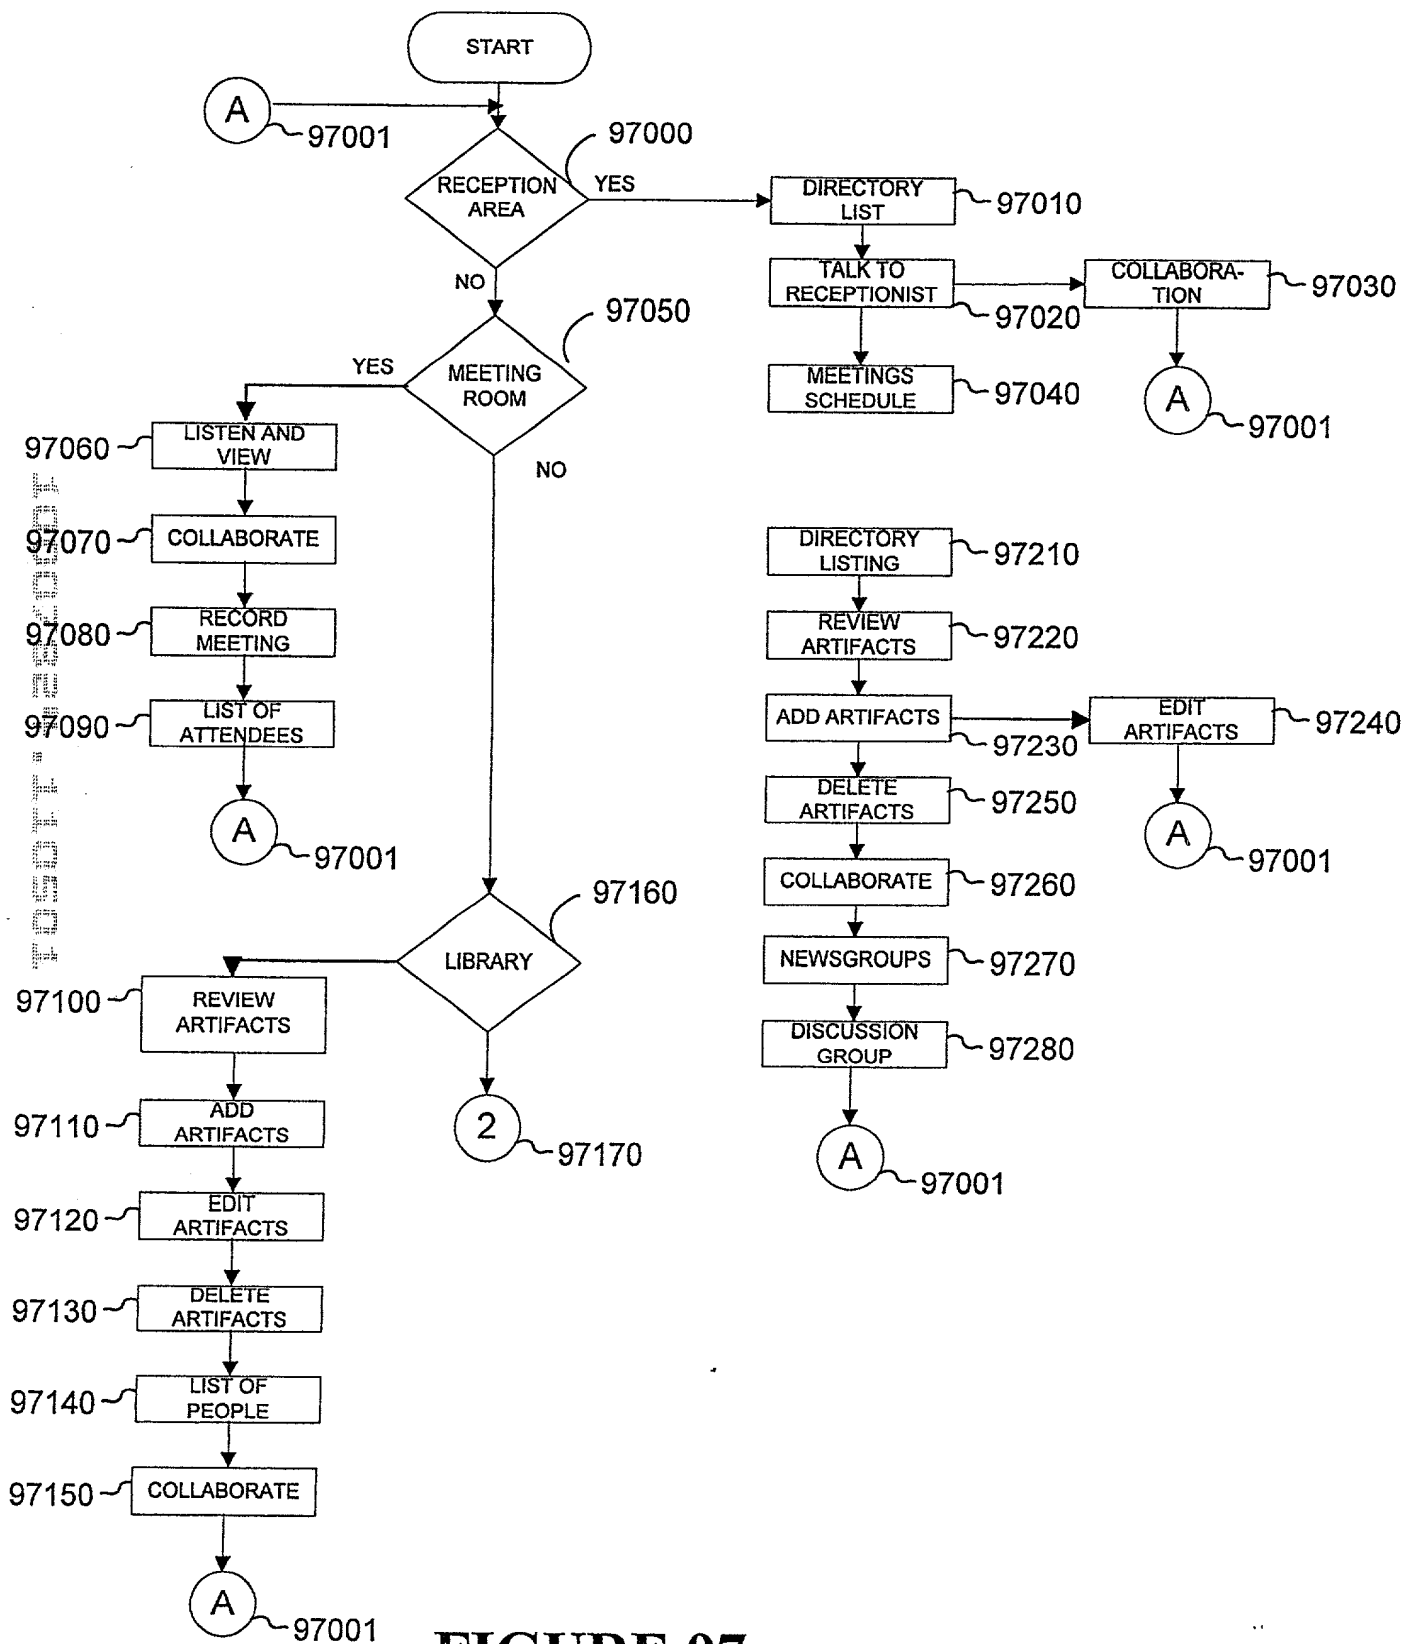 START
A
97001
97000
RECEPTION
AREA
YES
NO
DIRECTORY
LIST
97010
TALK TO
RECEPTIONIST
97020
COLLABORA-
TION
97030
MEETINGS
SCHEDULE
97040
A
97001
97050
MEETING
ROOM
YES
NO
LISTEN AND
VIEW
97060
COLLABORATE
97070
RECORD
MEETING
97080
LIST OF
ATTENDEES
97090
A
97001
DIRECTORY
LISTING
97210
REVIEW
ARTIFACTS
97220
ADD ARTIFACTS
97230
EDIT
ARTIFACTS
97240
A
97001
DELETE
ARTIFACTS
97250
COLLABORATE
97260
NEWSGROUPS
97270
DISCUSSION
GROUP
97280
A
97001
97160
LIBRARY
2
97170
97100
REVIEW
ARTIFACTS
97110
ADD
ARTIFACTS
97120
EDIT
ARTIFACTS
97130
DELETE
ARTIFACTS
97140
LIST OF
PEOPLE
97150
COLLABORATE
A
97001
FIGURE 97